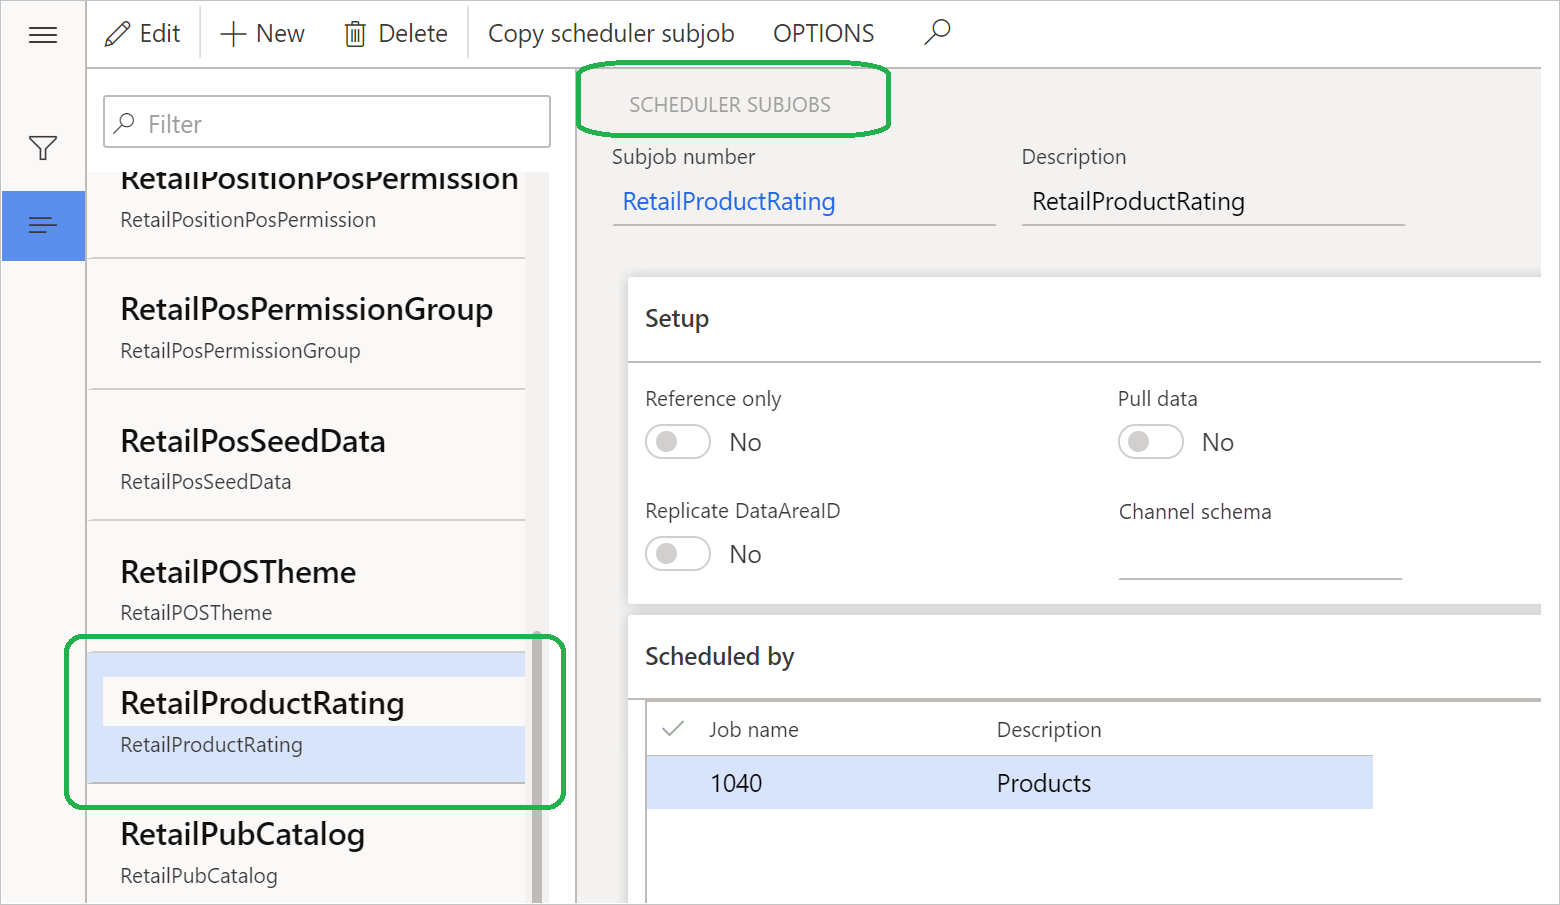 Edit New Delete Copy scheduler subjob OPTIONS
Filter
RetailPositionPosPermission
RetailPositionPosPermission
RetailPosPermissionGroup
RetailPosPermissionGroup
RetailPosSeedData
RetailPosSeedData
RetailPOSTheme
RetailPOSTheme
RetailProductRating
RetailProductRating
RetailPubCatalog
RetailPubCatalog
SCHEDULER SUBJOBS
Subjob number Description
RetailProductRating RetailProductRating
Setup
Reference only Pull data
No No
Replicate DataAreaID Channel schema
No
Scheduled by
Job name Description
1040 Products